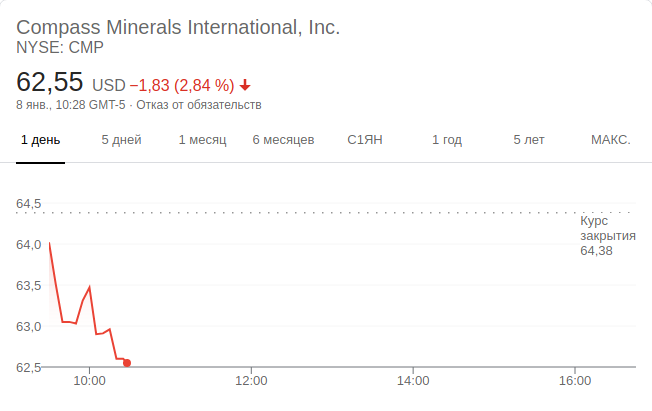 Compass Minerals International, Inc.
NYSE: CMP
62,55 USD −1,83 (2,84 %)
8 янв., 10:28 GMT-5 · Отказ от обязательств
1 день 5 дней 1 месяц 6 месяцев С1ЯН 1 год 5 лет МАКС.
64,5
Курс
закрытия
64,38
64,0
63,5
63,0
62,5
10:00 12:00 14:00 16:00